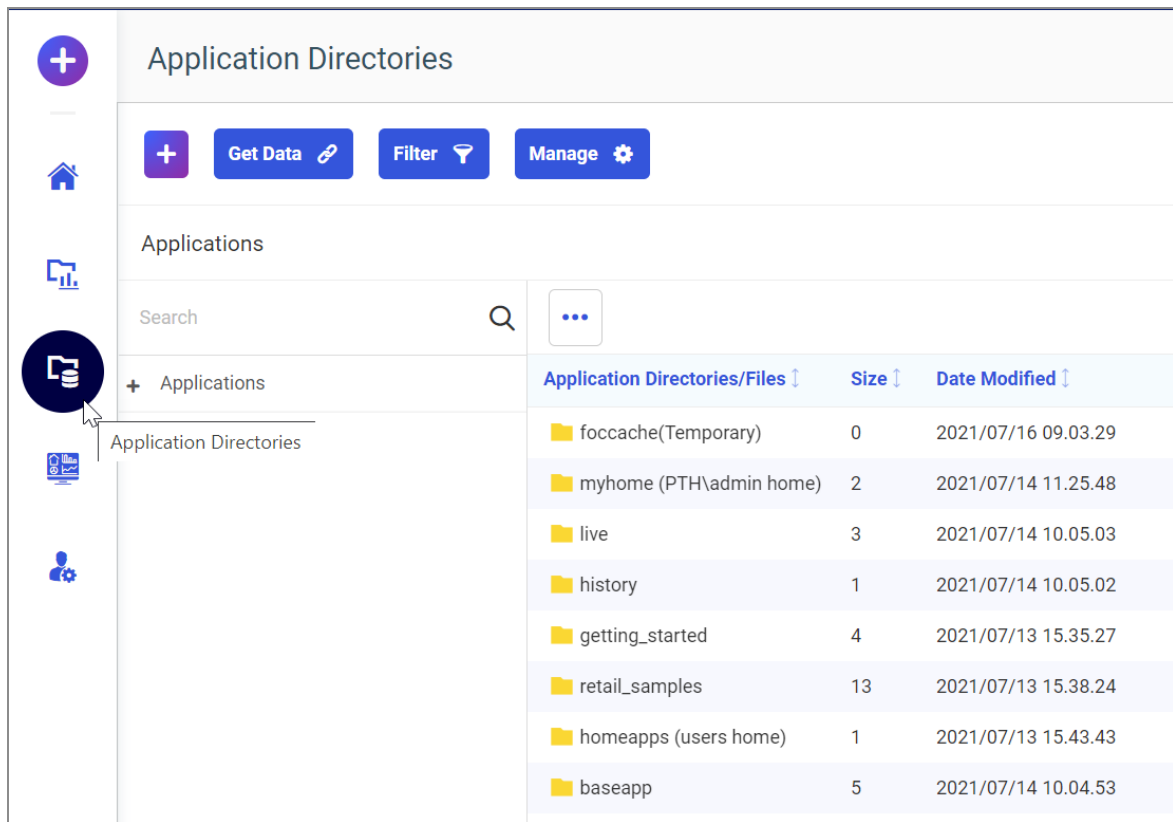 Application Directories
Get Data
Filter
Manage
Applications
Search
Applications
Application Directories
Application Directories/Files Size Date Modified
foccache(Temporary) 0 2021/07/16 09.03.29
myhome (PTH\admin home) 2 2021/07/14 11.25.48
live 3 2021/07/14 10.05.03
history 1 2021/07/14 10.05.02
getting_started 4 2021/07/13 15.35.27
retail_samples 13 2021/07/13 15.38.24
homeapps (users home) 1 2021/07/13 15.43.43
baseapp 5 2021/07/14 10.04.53